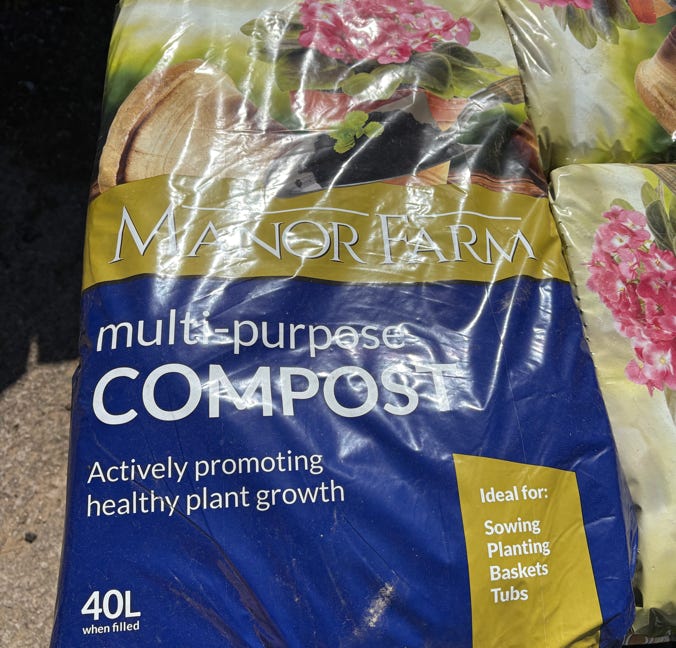 MANOR FARM
multi-purpose
COMPOST
Actively promoting
healthy plant growth
Ideal for:
Sowing
Planting
Baskets
Tubs
40L
when filled